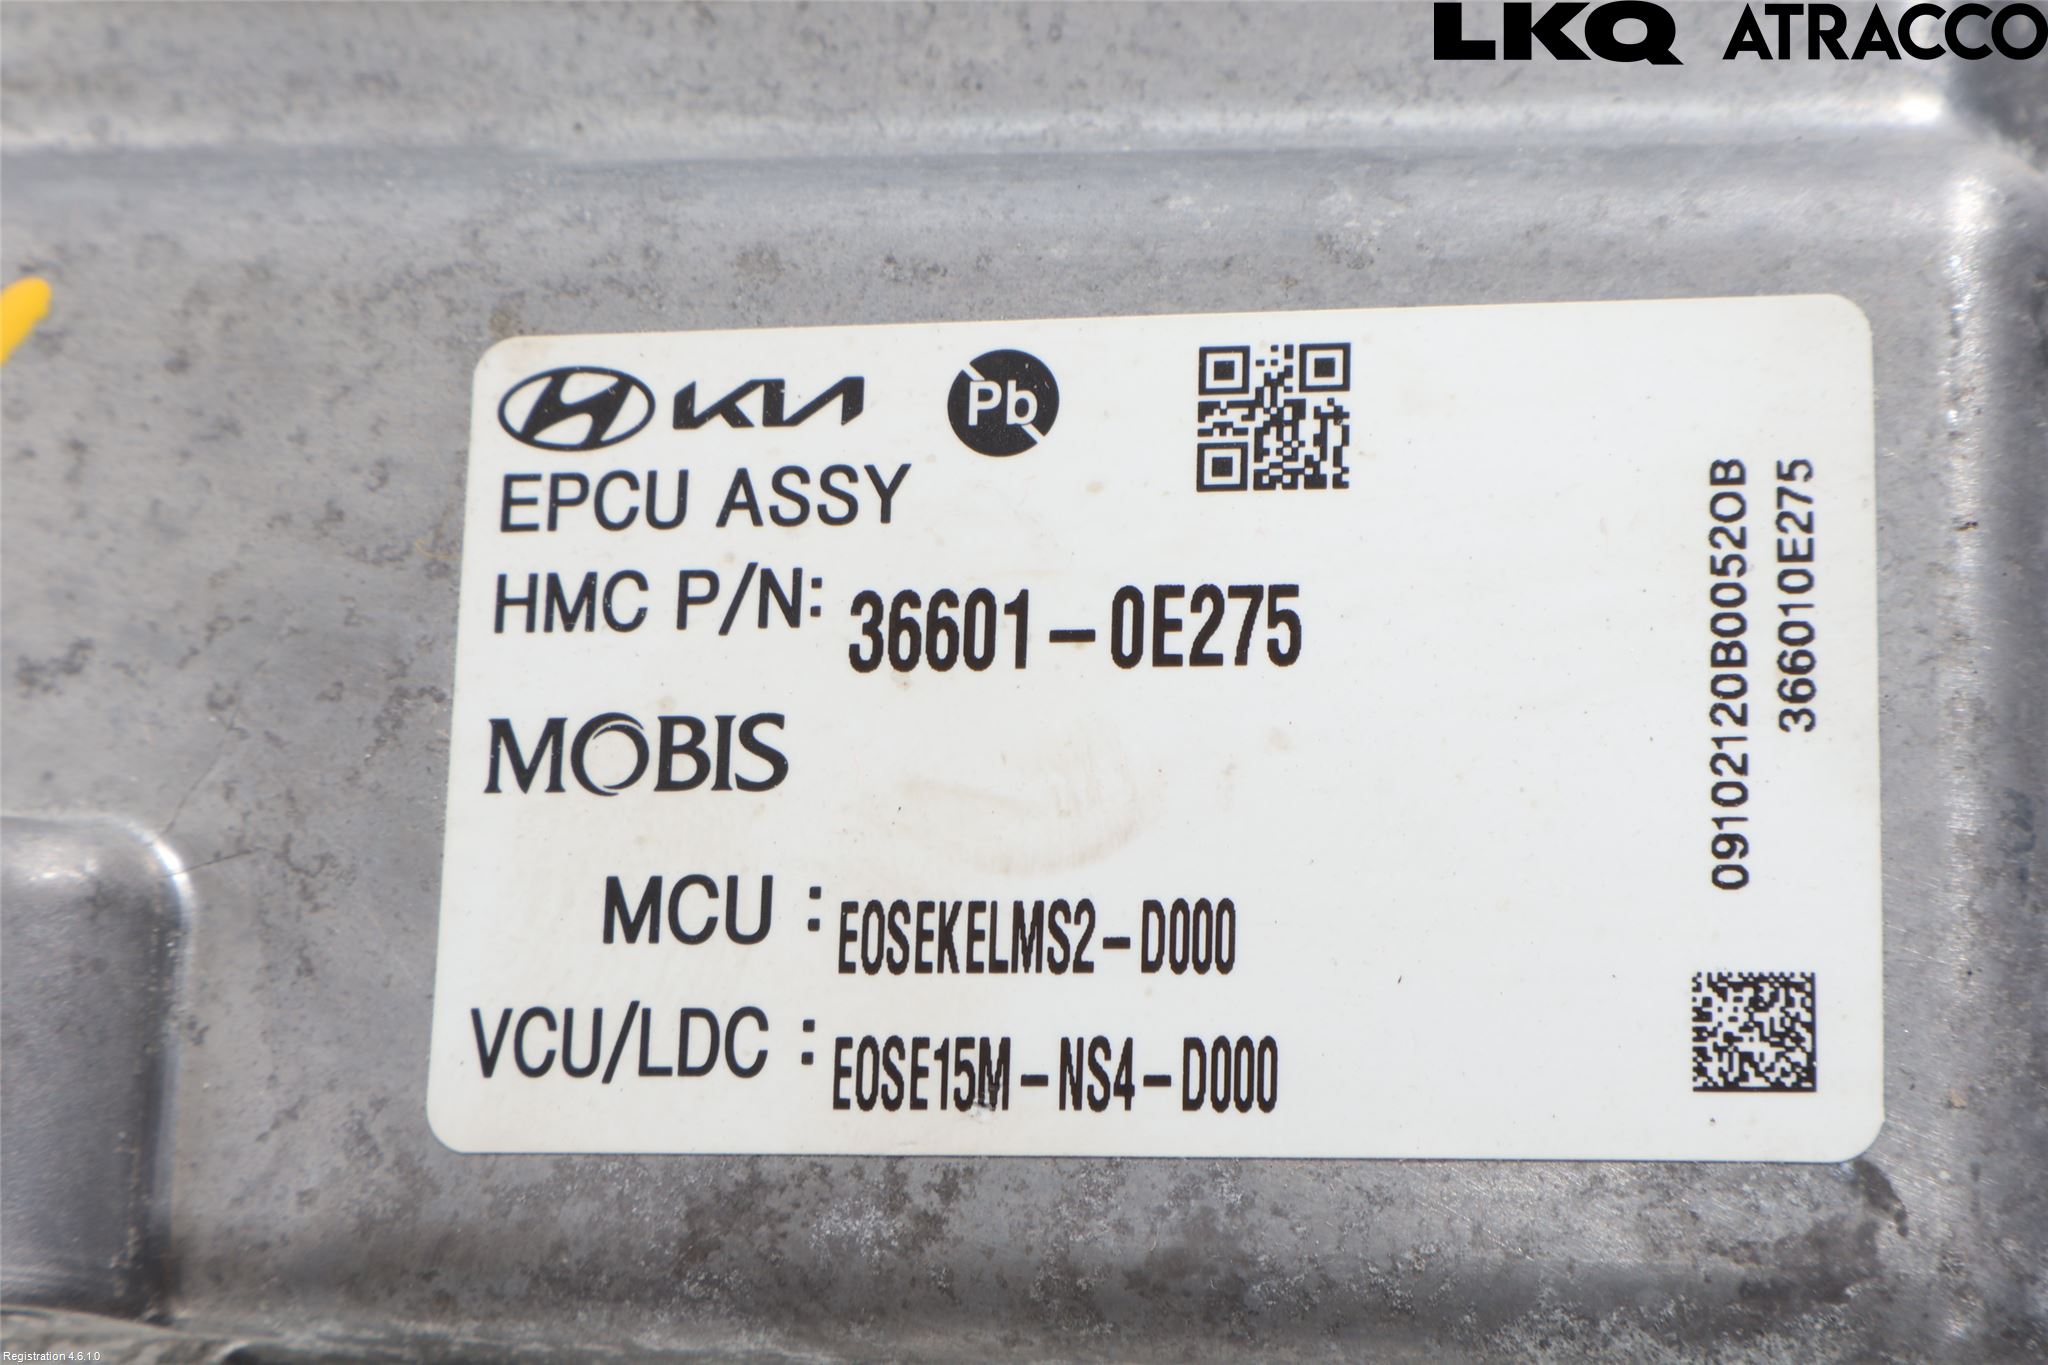 LKQ ATRACCO
KIA Pb
EPCU ASSY
HMC P/N: 36601-0E275
MOBIS
MCU : E0SEKELMS2-D000
VCU/LDC : E0SE15M-NS4-D000
09102120B00520OB
366010E275
Registration 4.6.1.0